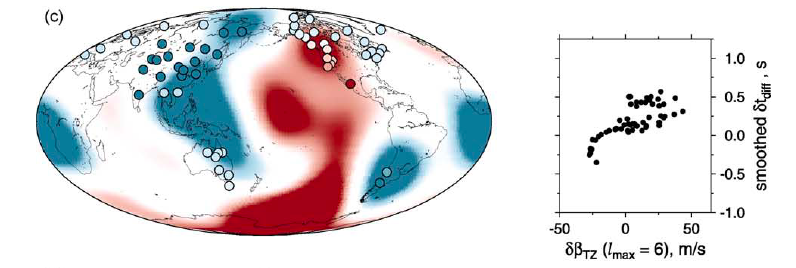 (c)
1.0
0.5
0.0
-0.5
-1.0
smoothed δt_diff , s
-50 0 50
δβ_TZ (l_max = 6), m/s